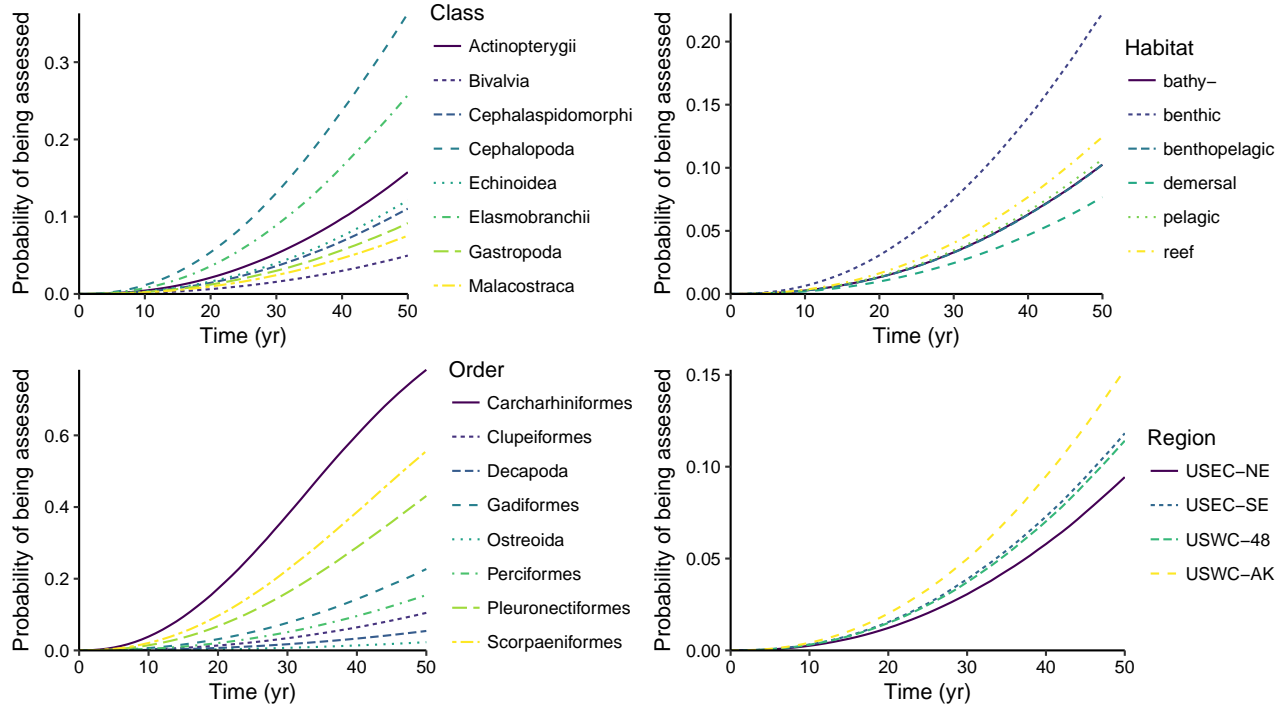 Class
Probability of being assessed
0.3
0.2
0.1
0.0
0 10 20 30 40 50
Time (yr)
Actinopterygii
Bivalvia
Cephalaspidomorphi
Cephalopoda
Echinoidea
Elasmobranchii
Gastropoda
Malacostraca
Habitat
Probability of being assessed
0.20
0.15
0.10
0.05
0.00
0 10 20 30 40 50
Time (yr)
bathy−
benthic
benthopelagic
demersal
pelagic
reef
Order
Probability of being assessed
0.6
0.4
0.2
0.0
0 10 20 30 40 50
Time (yr)
Carcharhiniformes
Clupeiformes
Decapoda
Gadiformes
Ostreoida
Perciformes
Pleuronectiformes
Scorpaeniformes
Region
Probability of being assessed
0.15
0.10
0.05
0.00
0 10 20 30 40 50
Time (yr)
USEC−NE
USEC−SE
USWC−48
USWC−AK